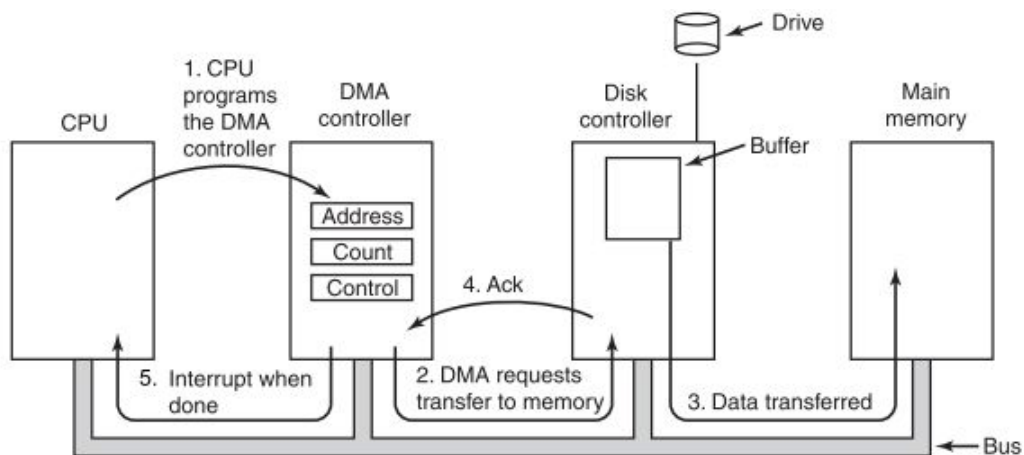 Drive
1. CPU
programs
the DMA
controller
CPU
DMA
controller
Disk
controller
Main
memory
Buffer
Address
Count
Control
4. Ack
5. Interrupt when
done
2. DMA requests
transfer to memory
3. Data transferred
Bus